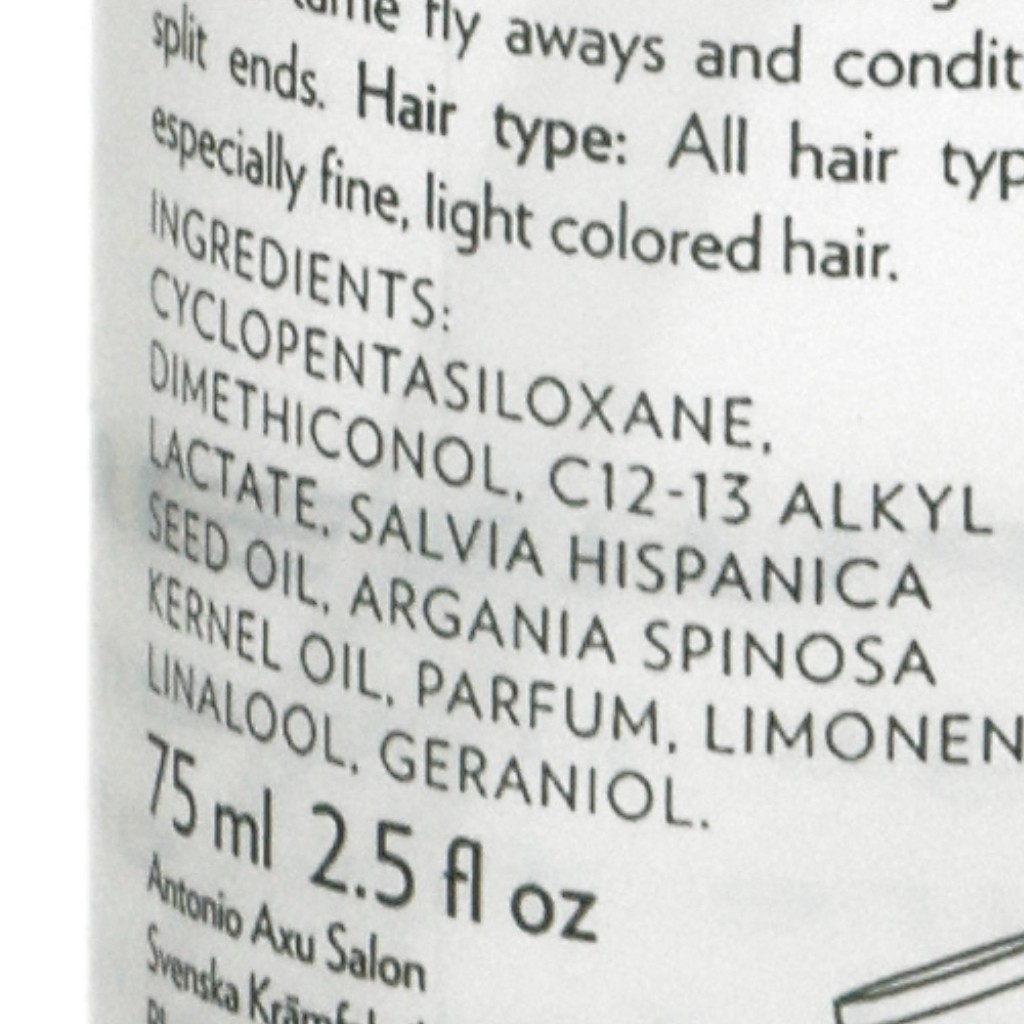 fly aways and condit
split ends. Hair type: All hair typ
especially fine, light colored hair.
INGREDIENTS:
CYCLOPENTASILOXANE,
DIMETHICONOL, C12-13 ALKYL
LACTATE, SALVIA HISPANICA
SEED OIL, ARGANIA SPINOSA
KERNEL OIL, PARFUM, LIMONEN
LINALOOL, GERANIOL.
75 ml 2.5 fl oz
Antonio Axu Salon
Svenska